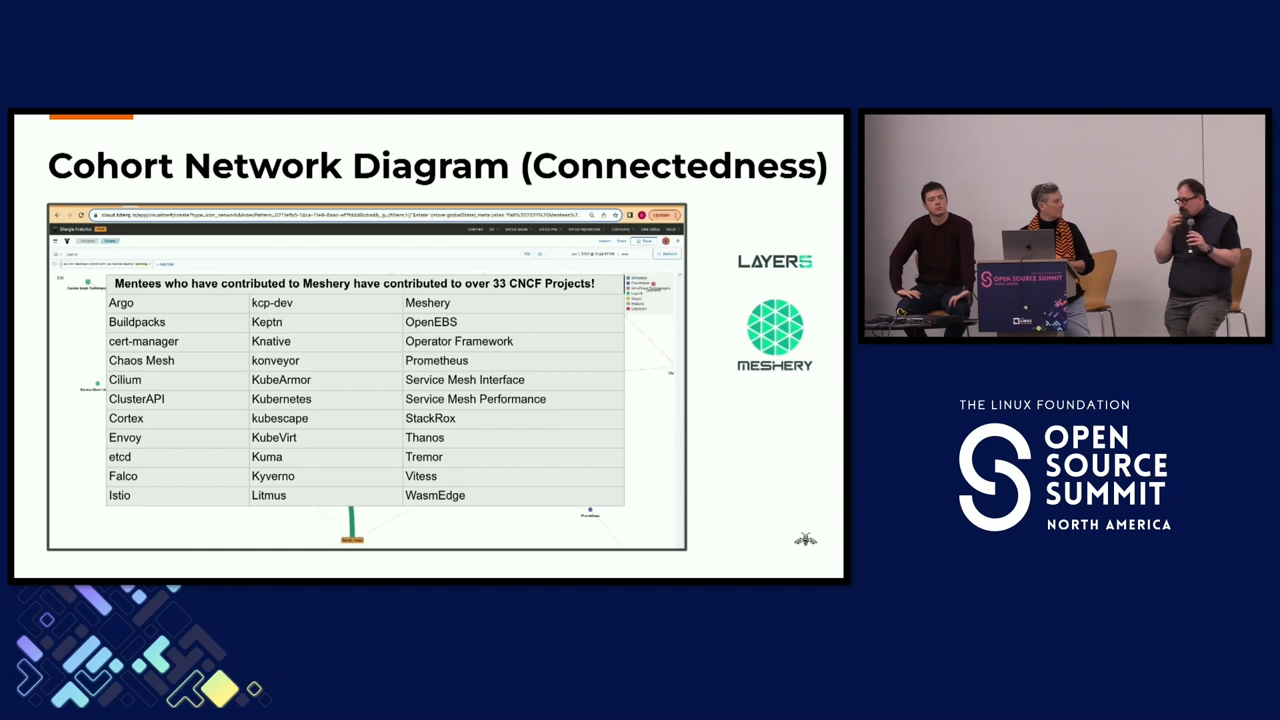 Cohort Network Diagram (Connectedness)
Mentees who have contributed to Meshery have contributed to over 33 CNCF Projects!
Argo kcp-dev Meshery
Buildpacks Keptn OpenEBS
cert-manager Knative Operator Framework
Chaos Mesh konveyor Prometheus
Cilium KubeArmor Service Mesh Interface
ClusterAPI Kubernetes Service Mesh Performance
Cortex kubescape StackRox
Envoy KubeVirt Thanos
etcd Kuma Tremor
Falco Kyverno Vitess
Istio Litmus WasmEdge
Prometheus
LAYER5
MESHERY
OPEN SOURCE SUMMIT
THE LINUX FOUNDATION
OPEN
SOURCE
SUMMIT
NORTH AMERICA